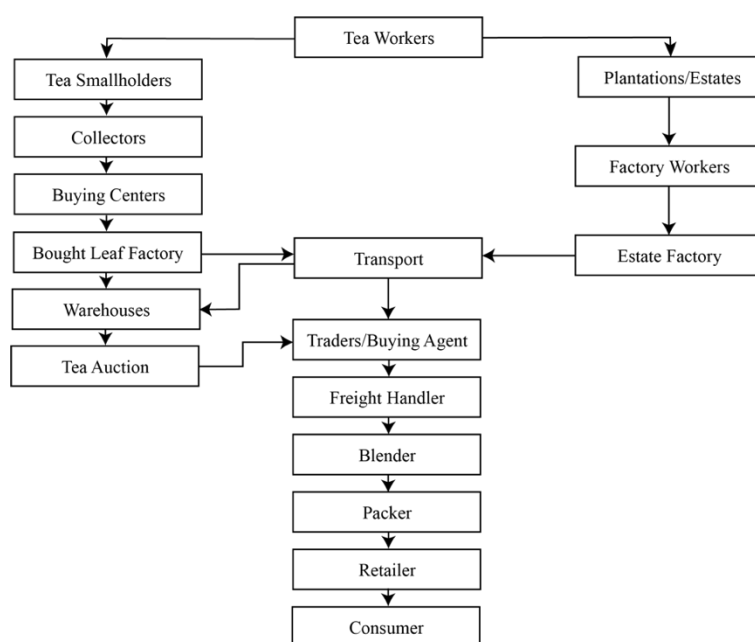 Tea Workers
Tea Smallholders
Plantations/Estates
Collectors
Factory Workers
Buying Centers
Bought Leaf Factory
Transport
Estate Factory
Warehouses
Traders/Buying Agent
Tea Auction
Freight Handler
Blender
Packer
Retailer
Consumer